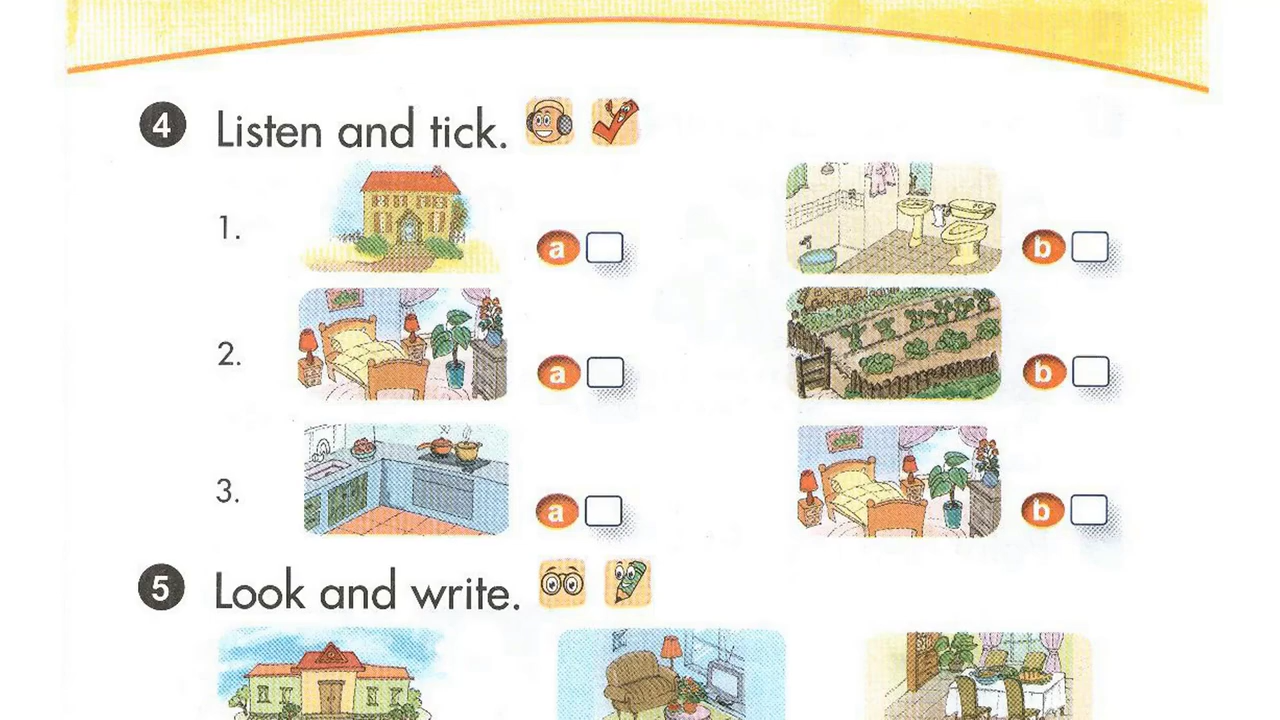 4 Listen and tick.
1. a b
2. a b
3. a b
5 Look and write.